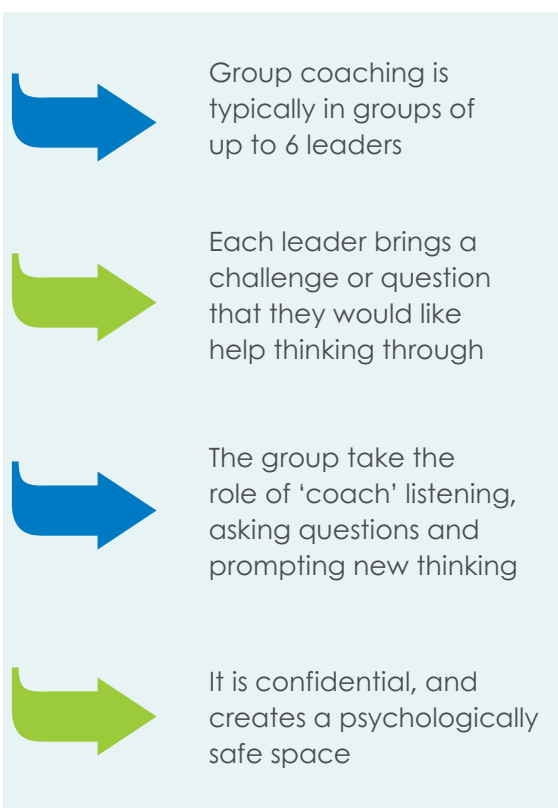 Group coaching is
typically in groups of
up to 6 leaders
Each leader brings a
challenge or question
that they would like
help thinking through
The group take the
role of ‘coach’ listening,
asking questions and
prompting new thinking
It is confidential, and
creates a psychologically
safe space